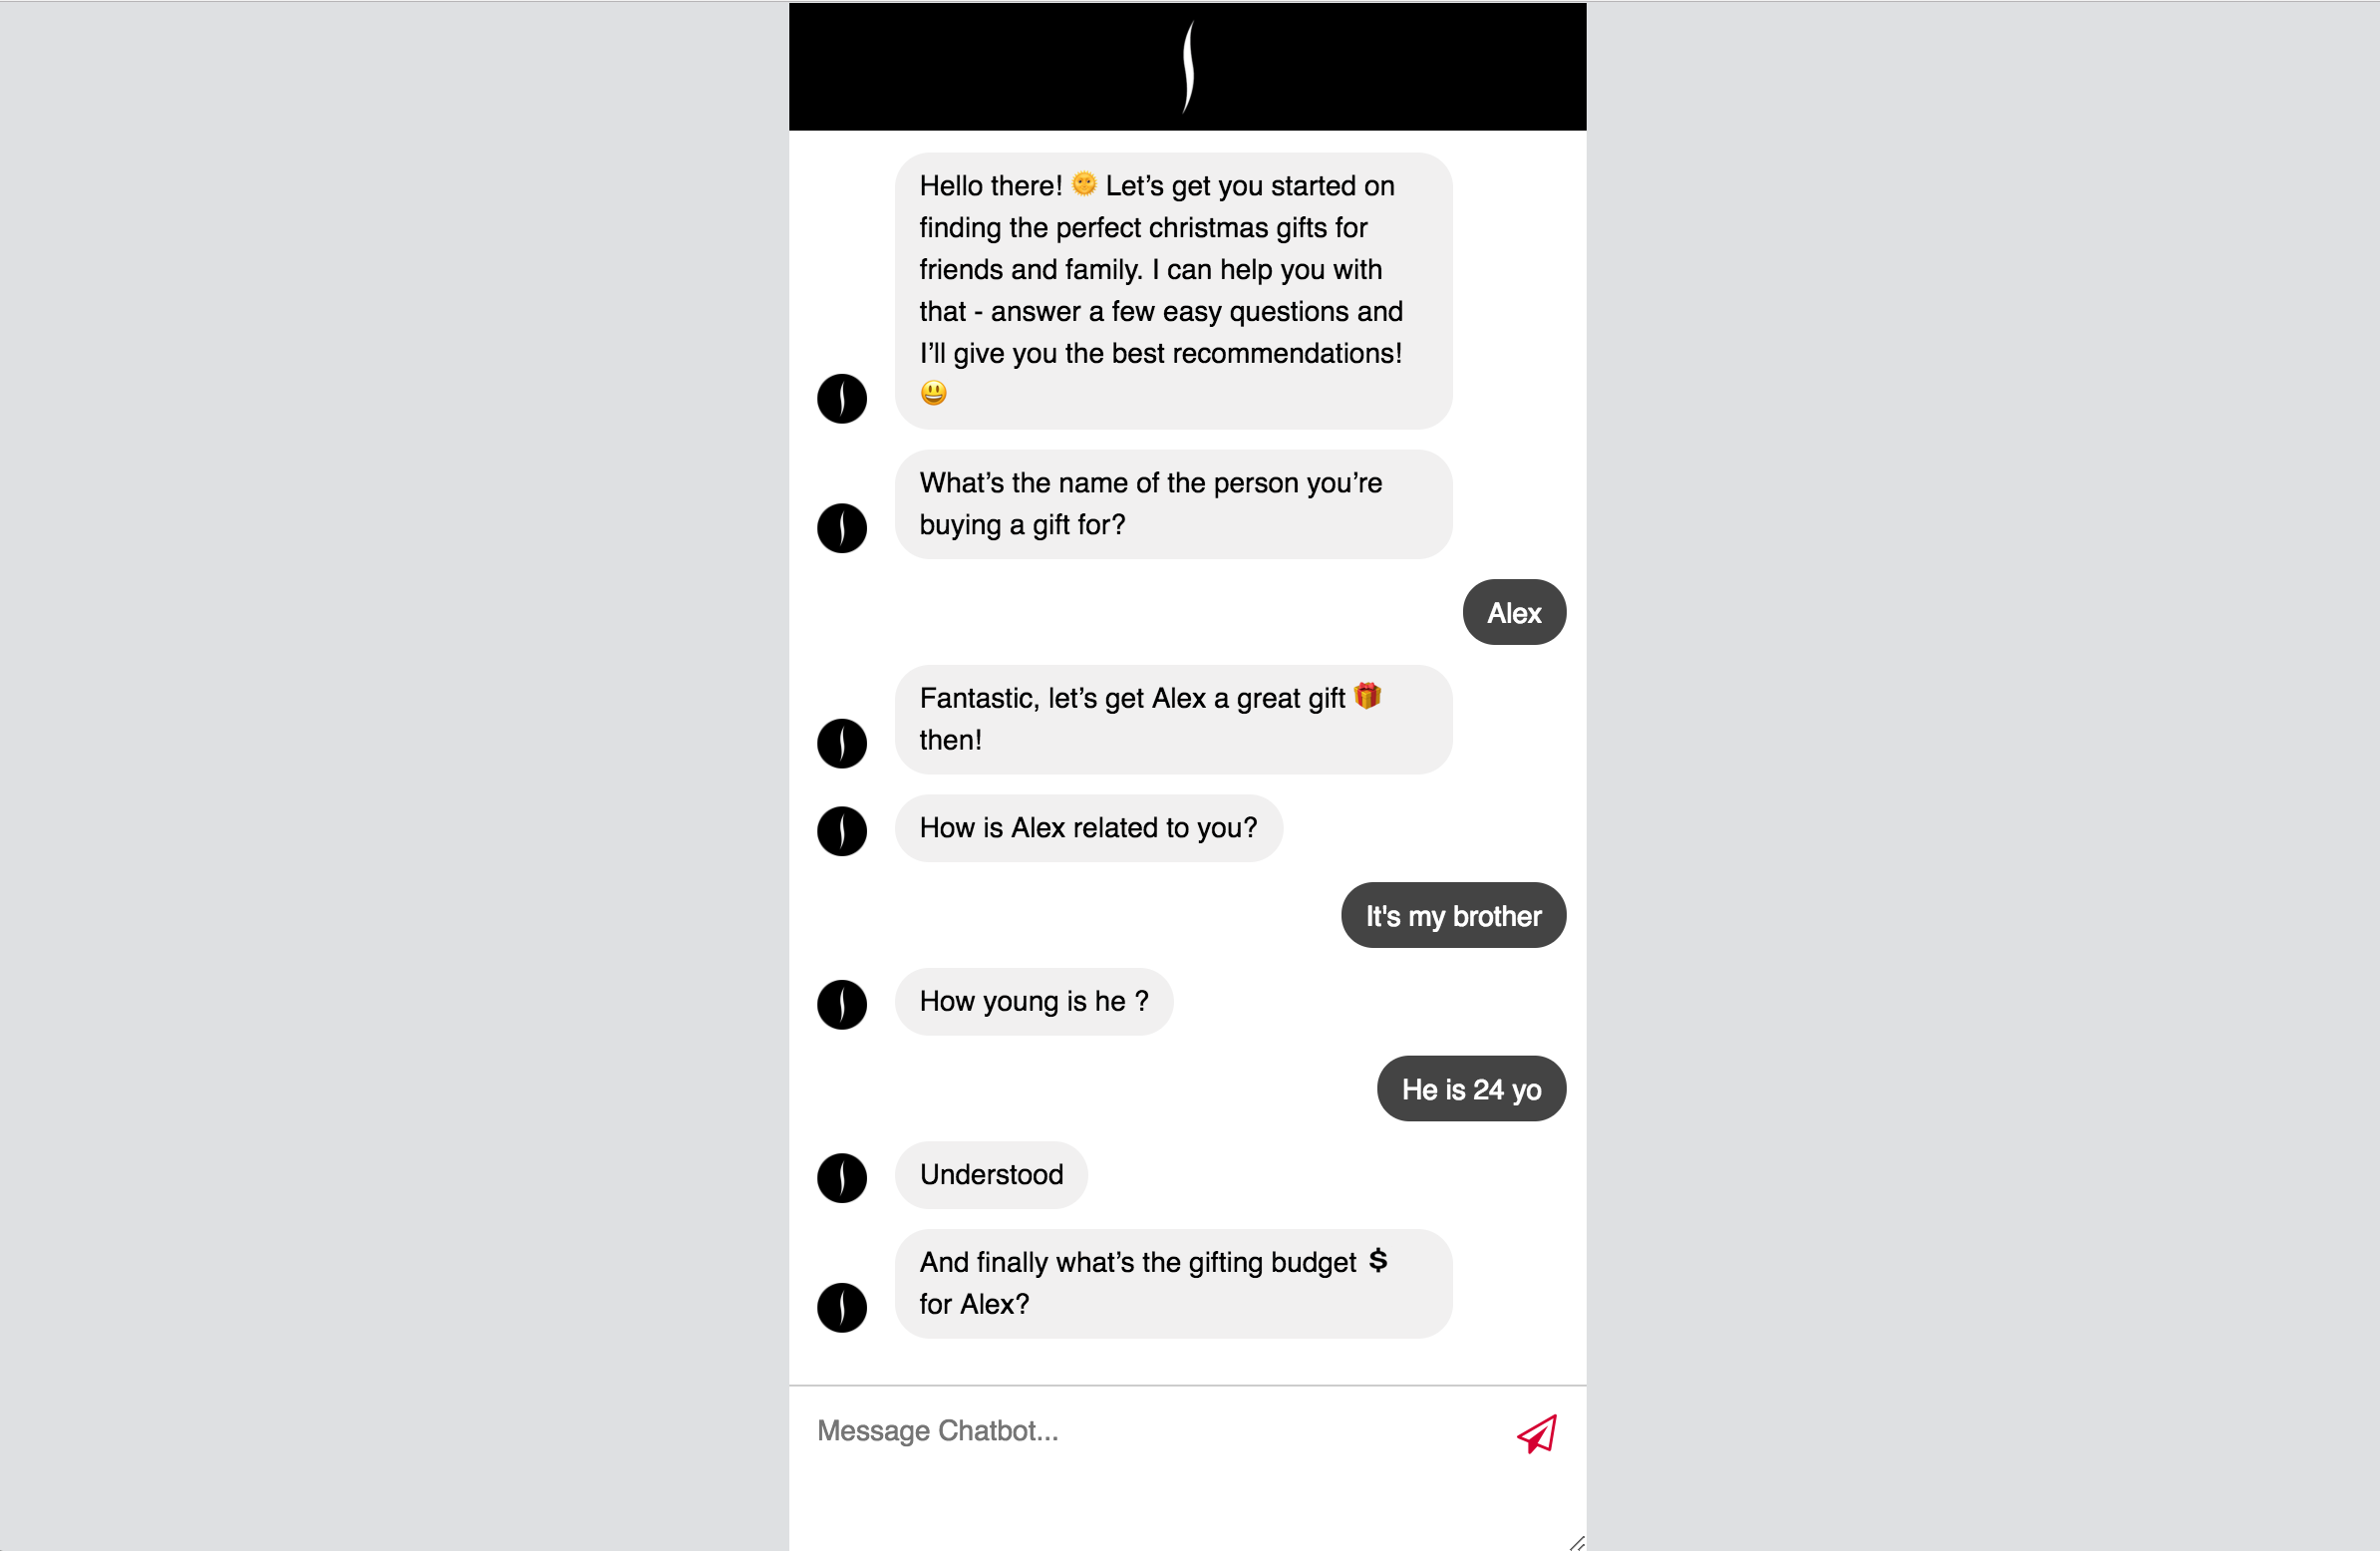 Hello there! 🌞 Let’s get you started on
finding the perfect christmas gifts for
friends and family. I can help you with
that - answer a few easy questions and
I’ll give you the best recommendations!
😃
What’s the name of the person you’re
buying a gift for?
Alex
Fantastic, let’s get Alex a great gift 🎁
then!
How is Alex related to you?
It's my brother
How young is he ?
He is 24 yo
Understood
And finally what’s the gifting budget 💲
for Alex?
Message Chatbot...